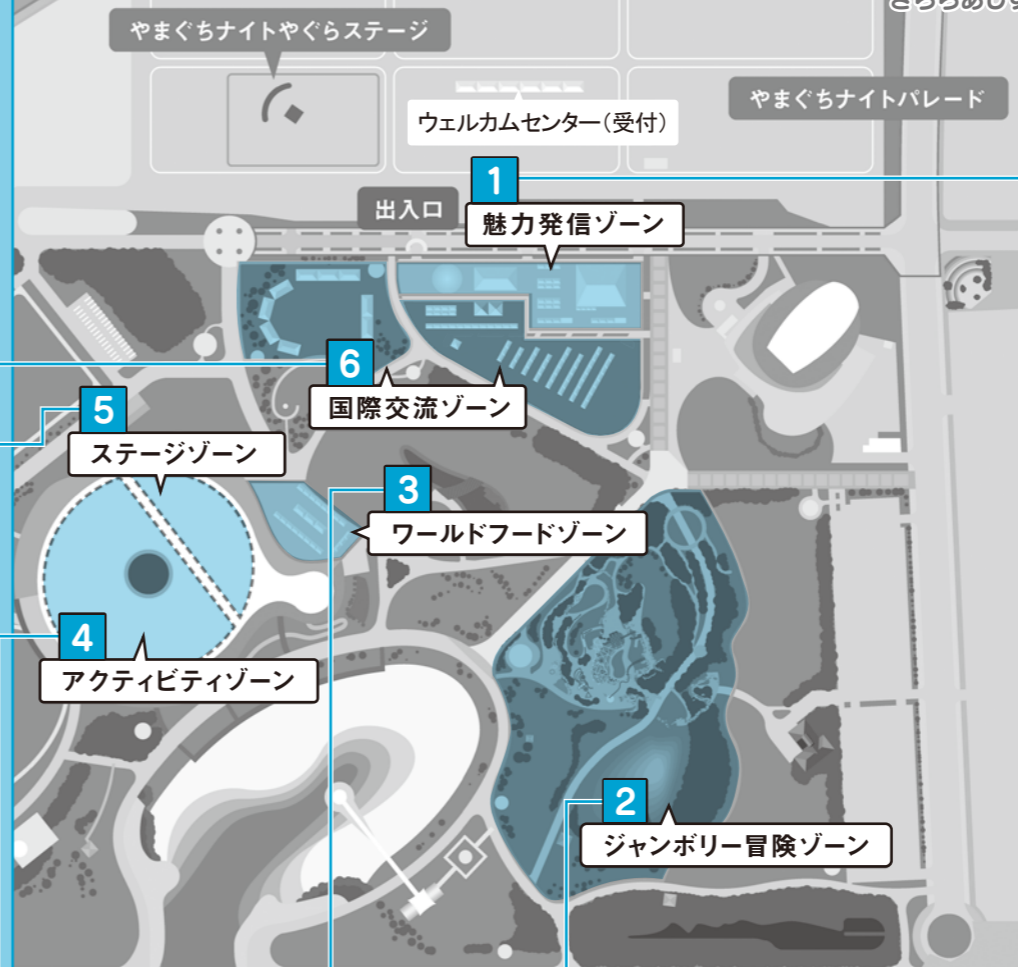 やまぐちナイトやぐらステージ
ウェルカムセンター(受付)
やまぐちナイトパレード
1
出入口
魅力発信ゾーン
6
国際交流ゾーン
5
ステージゾーン
3
ワールドフードゾーン
4
アクティビティゾーン
2
ジャンボリー冒険ゾーン